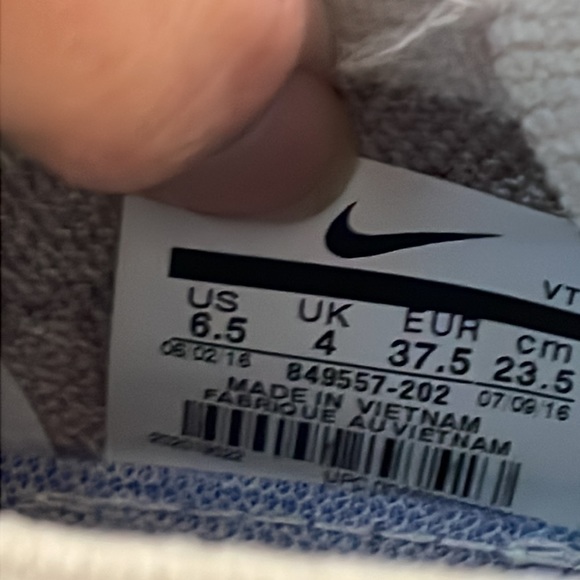 VT
US UK EUR cm
6.5 4 37.5 23.5
06/02/16 849557-202 07/09/16
MADE IN VIETNAM
FABRIQUE AU VIETNAM